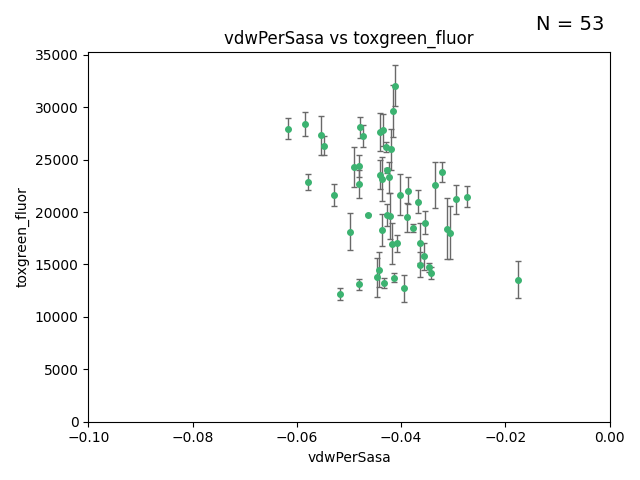 N = 53
vdwPerSasa vs toxgreen_fluor
35000
30000
25000
20000
15000
10000
5000
0
toxgreen_fluor
−0.10 −0.08 −0.06 −0.04 −0.02 0.00
vdwPerSasa